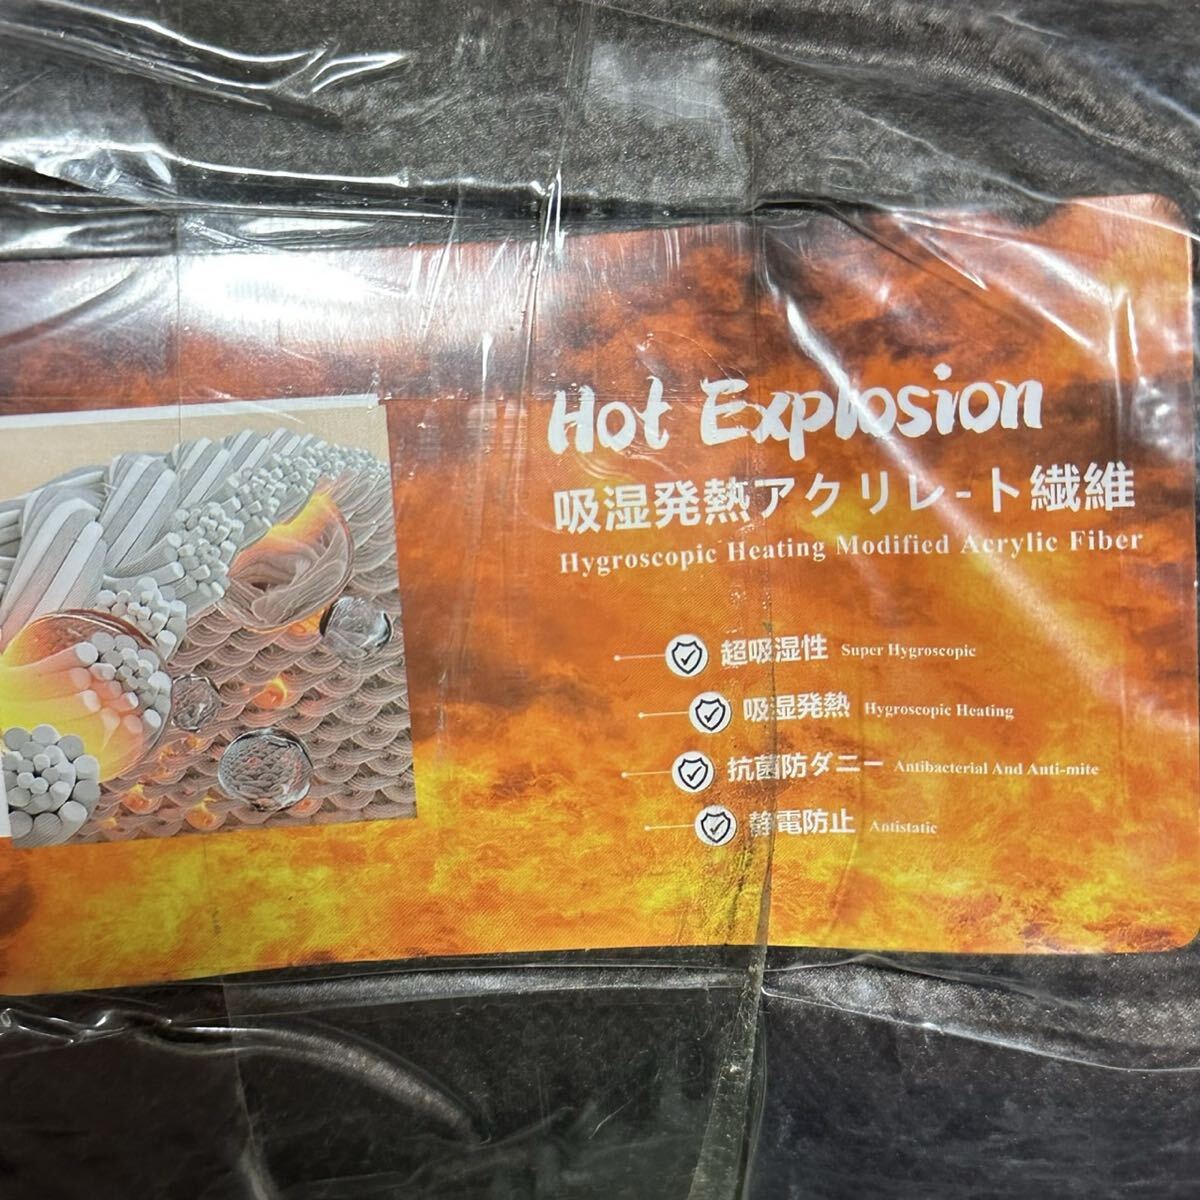 Hot Explosion
吸湿発熱アクリレ-ト繊維
Hygroscopic Heating Modified Acrylic Fiber
超吸湿性 Super Hygroscopic
吸湿発熱 Hygroscopic Heating
抗菌防ダニー Antibacterial And Anti-mite
静電防止 Antistatic